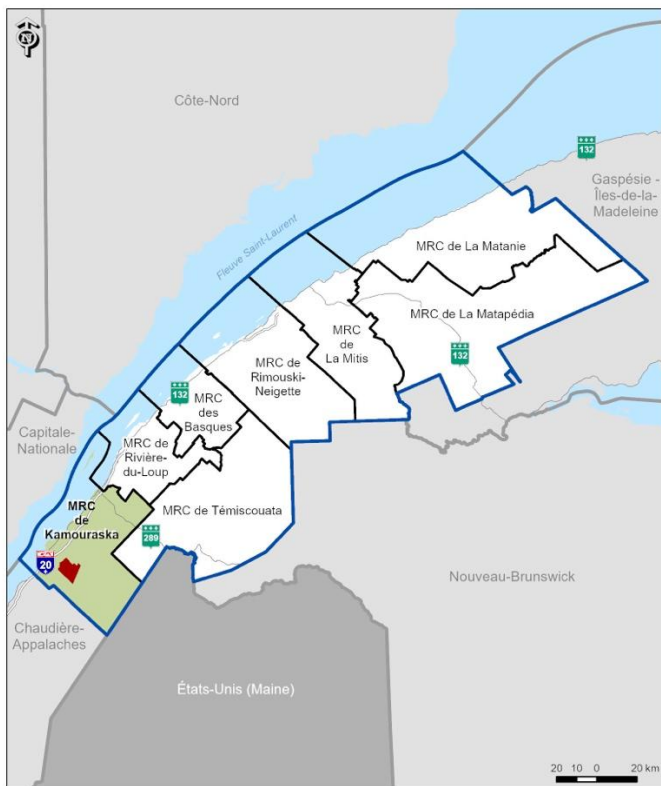 N
Côte-Nord
132
Gaspésie -
Îles-de-la-
Madeleine
Fleuve Saint-Laurent
MRC de La Matanie
MRC de La Matapédia
MRC
de
La Mitis
132
MRC de
Rimouski-
Neigette
132
MRC
des
Basques
Capitale-
Nationale
MRC de
Rivière-
du-Loup
MRC
de
Kamouraska
MRC de Témiscouata
289
20
Nouveau-Brunswick
Chaudière-
Appalaches
États-Unis (Maine)
20 10 0 20 km